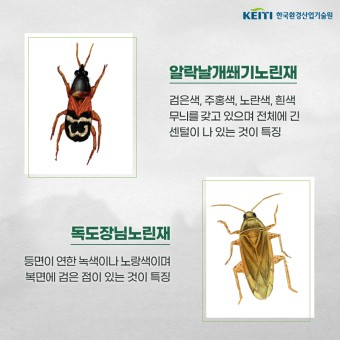 KEITI 한국환경산업기술원
알락날개쐐기노린재
검은색, 주홍색, 노란색, 흰색
무늬를 갖고 있으며 전체에 긴
센털이 나 있는 것이 특징
독도장님노린재
등면이 연한 녹색이나 노랑색이며
복면에 검은 점이 있는 것이 특징